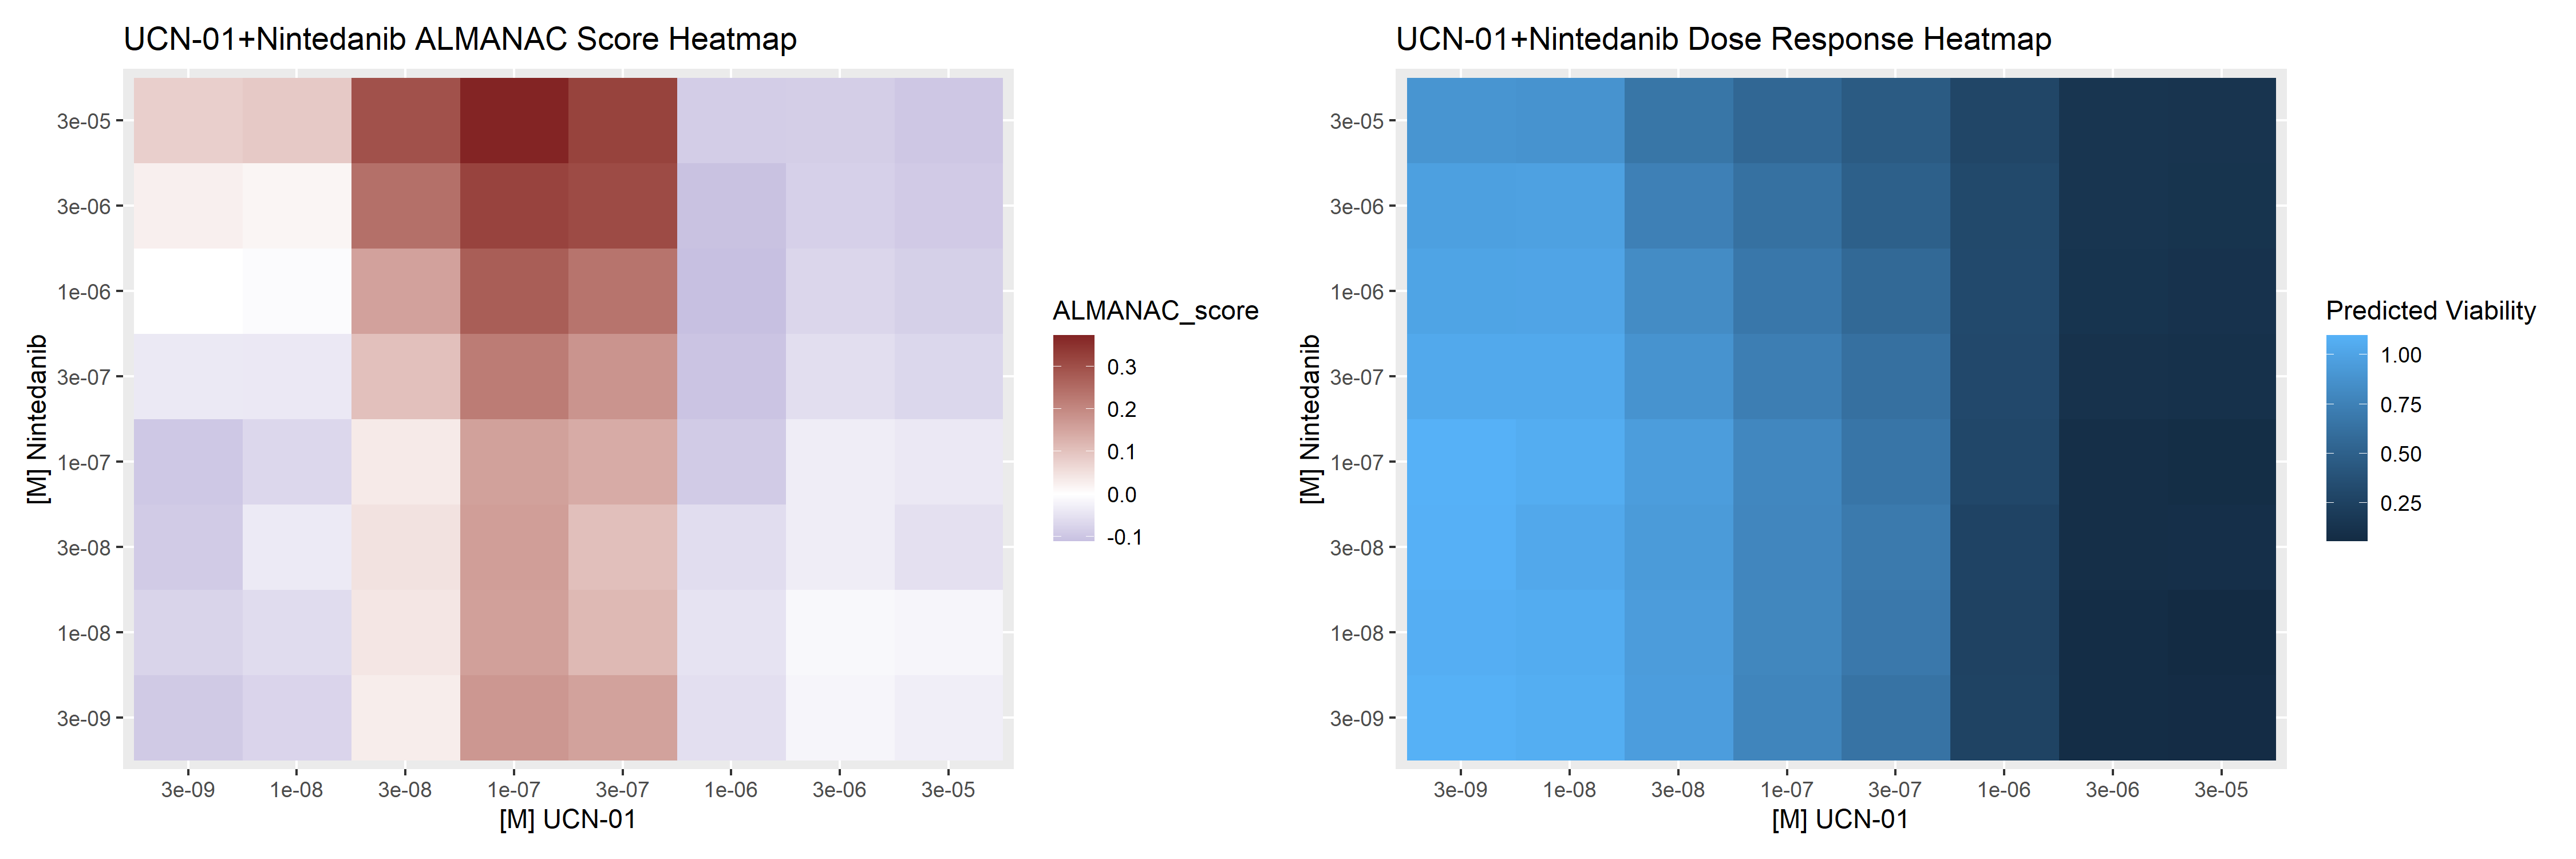 UCN-01+Nintedanib ALMANAC Score Heatmap
[M] Nintedanib
3e-05
3e-06
1e-06
3e-07
1e-07
3e-08
1e-08
3e-09
3e-09 1e-08 3e-08 1e-07 3e-07 1e-06 3e-06 3e-05
[M] UCN-01
ALMANAC_score
0.3
0.2
0.1
0.0
-0.1
UCN-01+Nintedanib Dose Response Heatmap
[M] Nintedanib
3e-05
3e-06
1e-06
3e-07
1e-07
3e-08
1e-08
3e-09
3e-09 1e-08 3e-08 1e-07 3e-07 1e-06 3e-06 3e-05
[M] UCN-01
Predicted Viability
1.00
0.75
0.50
0.25